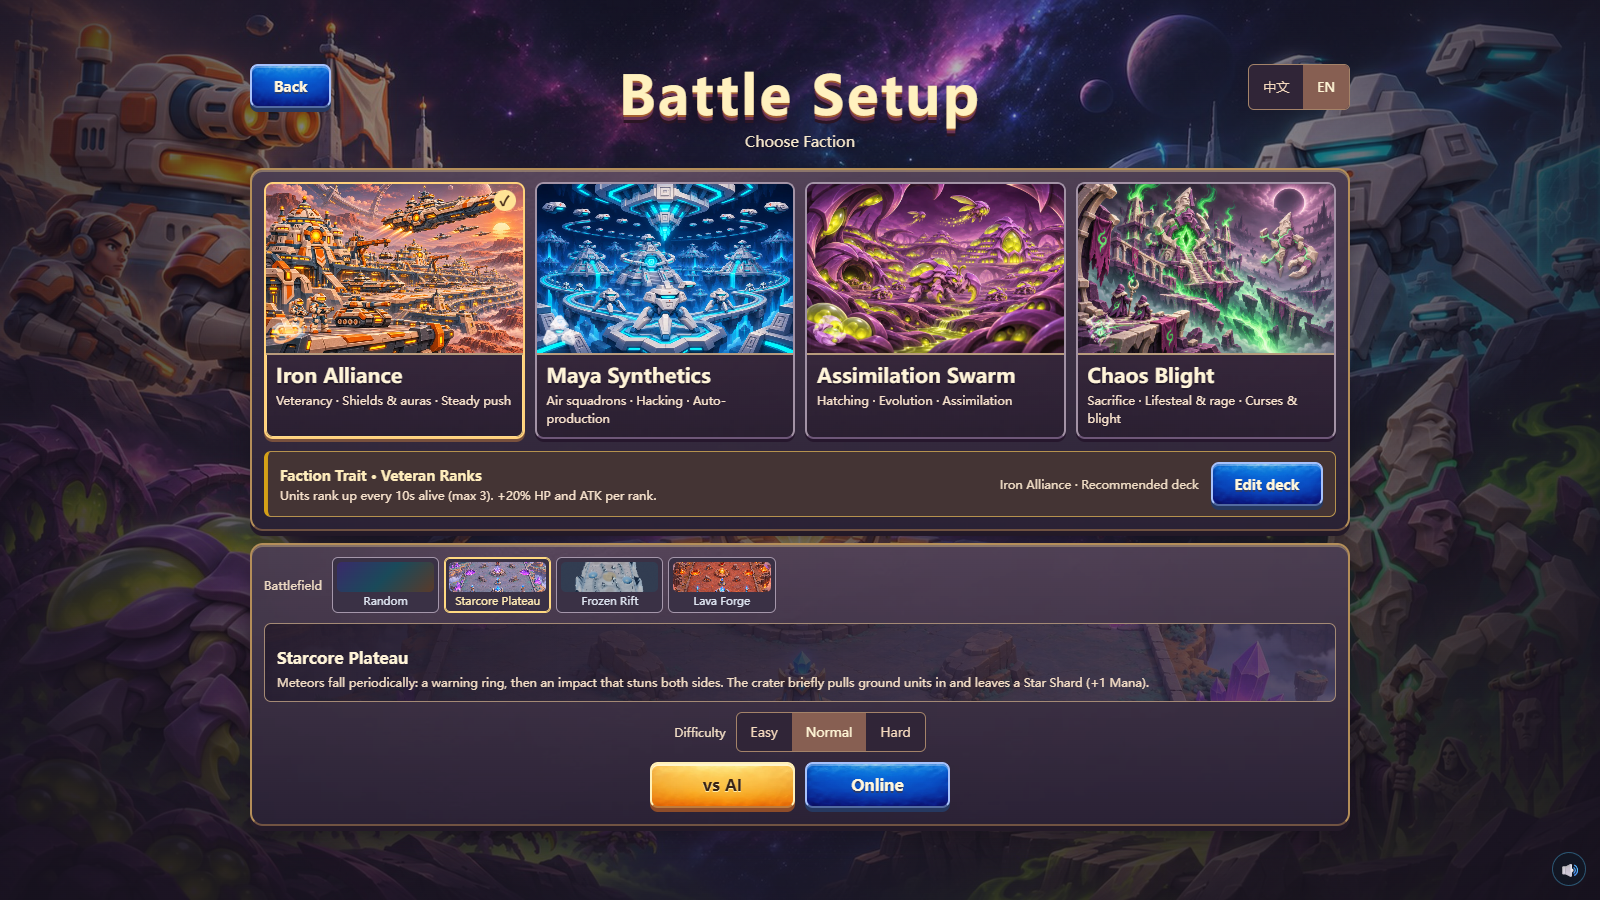 Back
Battle Setup
中文
EN
Choose Faction
Iron Alliance
Veterancy · Shields & auras · Steady push
Maya Synthetics
Air squadrons · Hacking · Auto-
production
Assimilation Swarm
Hatching · Evolution · Assimilation
Chaos Blight
Sacrifice · Lifesteal & rage · Curses &
blight
Faction Trait • Veteran Ranks
Units rank up every 10s alive (max 3). +20% HP and ATK per rank.
Iron Alliance · Recommended deck
Edit deck
Battlefield
Random
Starcore Plateau
Frozen Rift
Lava Forge
Starcore Plateau
Meteors fall periodically: a warning ring, then an impact that stuns both sides. The crater briefly pulls ground units in and leaves a Star Shard (+1 Mana).
Difficulty
Easy
Normal
Hard
vs AI
Online